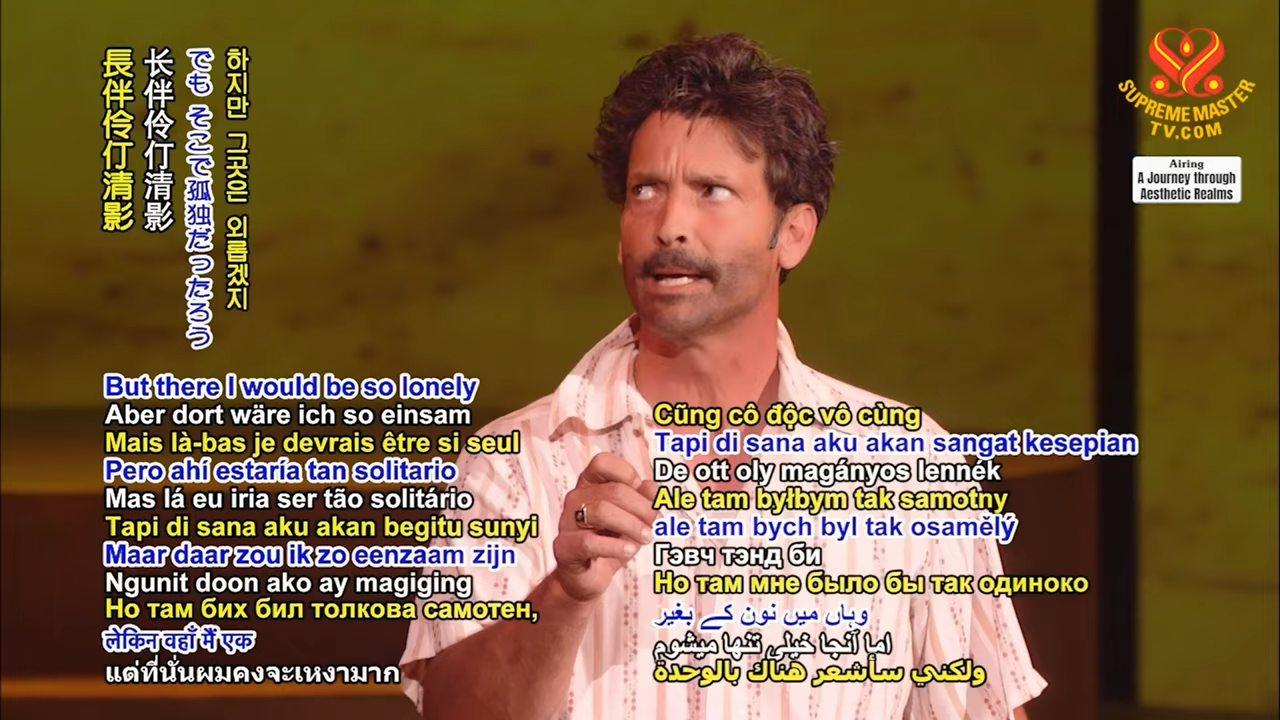 長伴伶仃清影
长伴伶仃清影
でも そこで孤独だったろう
하지만 그곳은 외롭겠지
But there I would be so lonely
Aber dort wäre ich so einsam
Mais là-bas je devrais être si seul
Pero ahí estaría tan solitario
Mas lá eu iria ser tão solitário
Tapi di sana aku akan begitu sunyi
Maar daar zou ik zo eenzaam zijn
Ngunit doon ako ay magiging
Но там бих бил толкова самотен,
लेकिन वहाँ मैं एक
แต่ที่นั่นผมคงจะเหงามาก
Cũng cô độc vô cùng
Tapi di sana aku akan sangat kesepian
De ott oly magányos lennék
Ale tam byłbym tak samotny
ale tam bych byl tak osamělý
Гэвч тэнд би
Но там мне было бы так одиноко
وہاں میں نون کے بغیر
اما آنجا خیلی تنها میشوم
ولكني سأشعر هناك بالوحدة
SUPREME MASTER
TV.COM
Airing
A Journey through
Aesthetic Realms